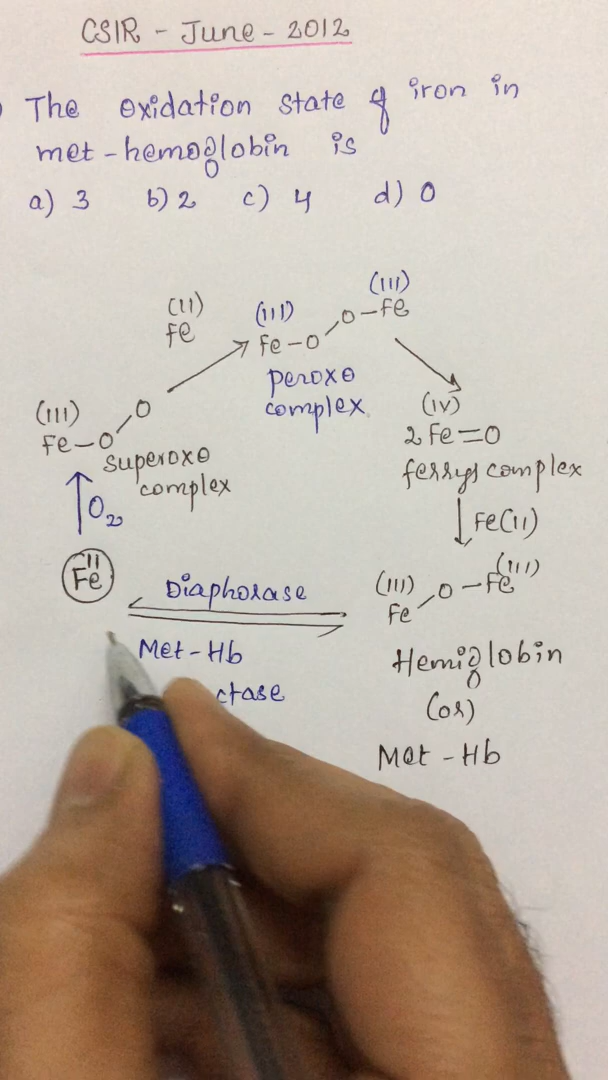 CSIR - June - 2012
The oxidation state of iron in
met-hemoglobin is
a) 3 b) 2 c) 4 d) 0
(II)
Fe
(III) (III)
Fe-O O-Fe
peroxo
complex
(III)
Fe-O O
superoxo
complex
(IV)
2Fe=O
ferryl complex
O2
Fe(II)
II
Fe
Diaphorase
(III) (III)
Fe O-Fe
Met-Hb
ctase
Hemiglobin
(or)
Met-Hb